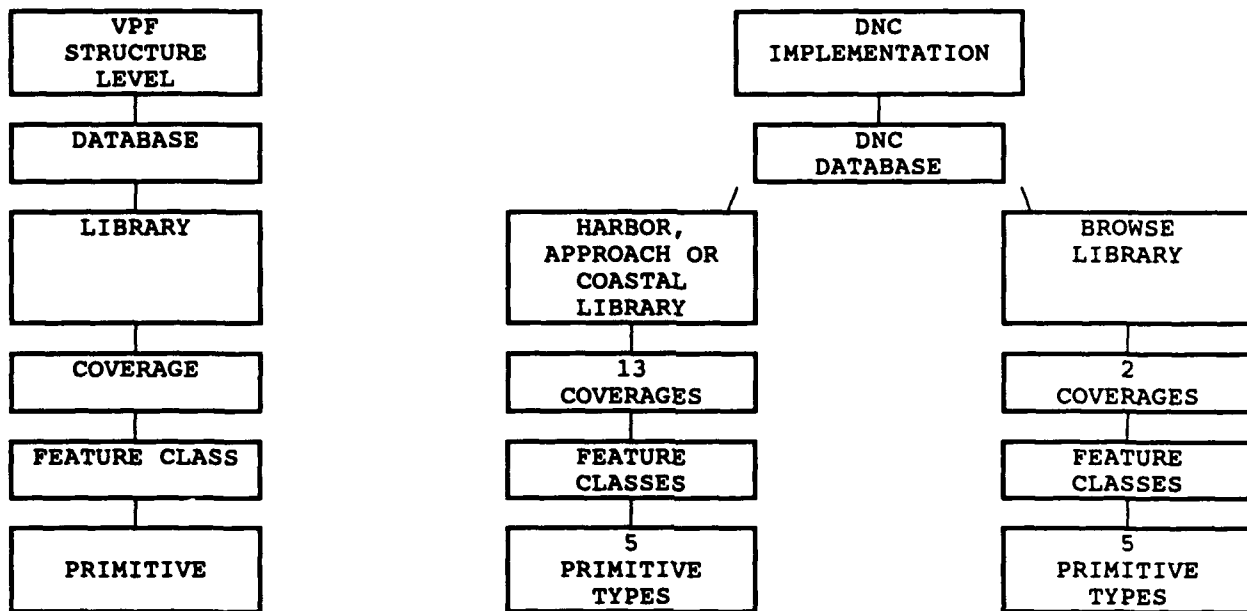 VPF
STRUCTURE
LEVEL
DATABASE
LIBRARY
COVERAGE
FEATURE CLASS
PRIMITIVE
DNC
IMPLEMENTATION
DNC
DATABASE
HARBOR,
APPROACH OR
COASTAL
LIBRARY
13
COVERAGES
FEATURE
CLASSES
5
PRIMITIVE
TYPES
BROWSE
LIBRARY
2
COVERAGES
FEATURE
CLASSES
5
PRIMITIVE
TYPES